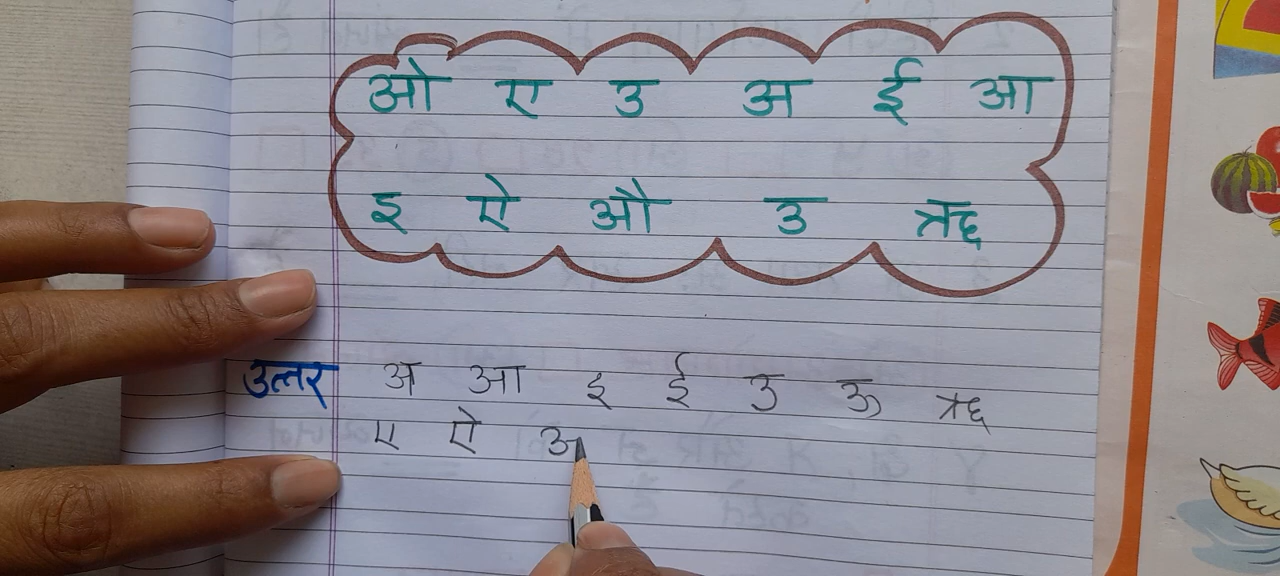 ओ ए उ अ ई आ
इ ऐ औ उ ऋ
उत्तर अ आ इ ई उ ऊ ऋ
ए ऐ अ